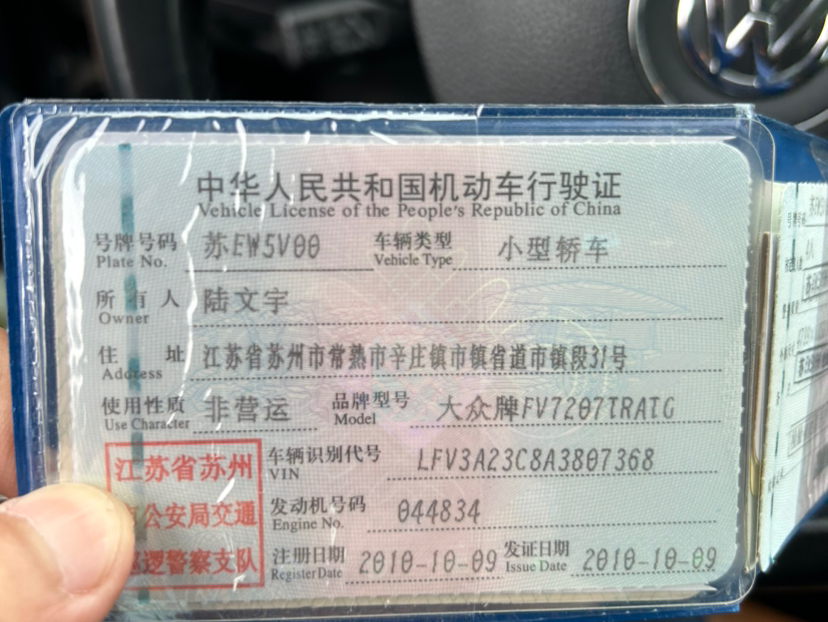 中华人民共和国机动车行驶证
Vehicle License of the People's Republic of China
号牌号码 苏EW5V00 车辆类型 小型轿车
Plate No. Vehicle Type
所有人 陆文宇
Owner
住址 江苏省苏州市常熟市辛庄镇市镇省道市镇段31号
Address
使用性质 非营运 品牌型号 大众牌FV7207TRATG
Use Character Model
江苏省苏州 车辆识别代号 LFV3A23C8A3807368
VIN
公安局交通 发动机号码 044834
Engine No.
巡逻警察支队 注册日期 2010-10-09 发证日期 2010-10-09
Register Date Issue Date